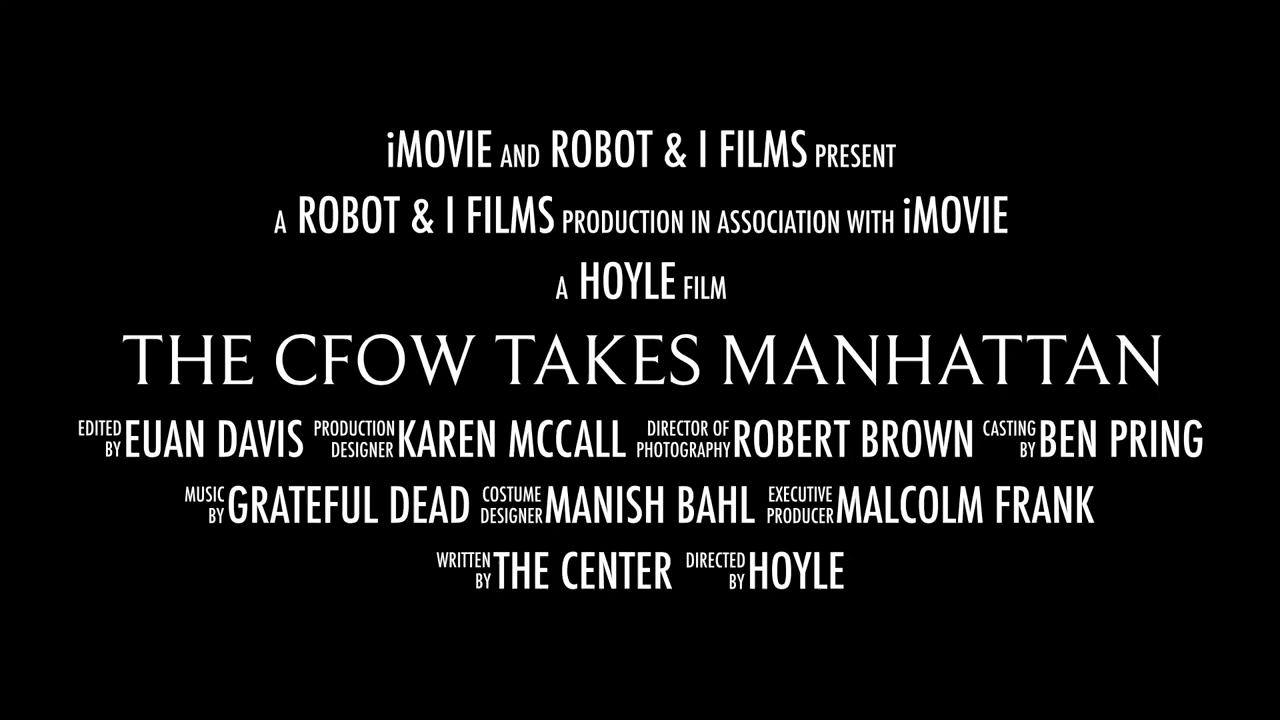 iMOVIE AND ROBOT & I FILMS PRESENT
A ROBOT & I FILMS PRODUCTION IN ASSOCIATION WITH iMOVIE
A HOYLE FILM
THE CFOW TAKES MANHATTAN
EDITED BY EUAN DAVIS PRODUCTION DESIGNER KAREN MCCALL DIRECTOR OF PHOTOGRAPHY ROBERT BROWN CASTING BY BEN PRING
MUSIC BY GRATEFUL DEAD COSTUME DESIGNER MANISH BAHL EXECUTIVE PRODUCER MALCOLM FRANK
WRITTEN BY THE CENTER DIRECTED BY HOYLE